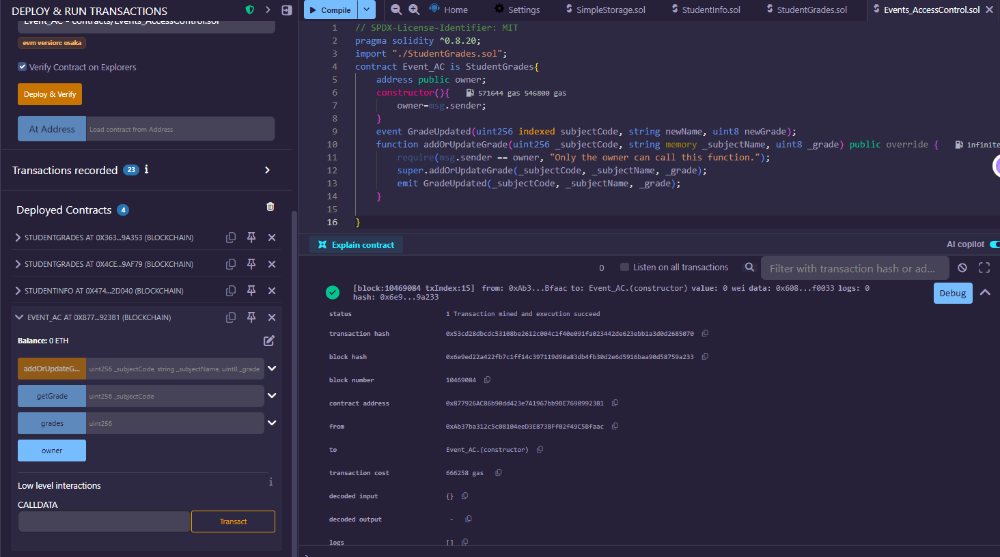 DEPLOY & RUN TRANSACTIONS
Event_AC - contracts/Events_AccessControl.sol
evm version: osaka
Verify Contract on Explorers
Deploy & Verify
At Address
Load contract from Address
Transactions recorded 23 i
Deployed Contracts 4
STUDENTGRADES AT 0X363...9A353 (BLOCKCHAIN)
STUDENTGRADES AT 0X4CE...9AF79 (BLOCKCHAIN)
STUDENTINFO AT 0X474...2D040 (BLOCKCHAIN)
EVENT_AC AT 0X877...923B1 (BLOCKCHAIN)
Balance: 0 ETH
addOrUpdateG... uint256 _subjectCode, string _subjectName, uint8 _grade
getGrade uint256 _subjectCode
grades uint256
owner
Low level interactions i
CALLDATA
Transact
Compile
Home
Settings
SimpleStorage.sol
StudentInfo.sol
StudentGrades.sol
Events_AccessControl.sol
1 // SPDX-License-Identifier: MIT
2 pragma solidity ^0.8.20;
3 import "./StudentGrades.sol";
4 contract Event_AC is StudentGrades{
5 address public owner;
6 constructor(){ 571644 gas 546800 gas
7 owner=msg.sender;
8 }
9 event GradeUpdated(uint256 indexed subjectCode, string newName, uint8 newGrade);
10 function addOrUpdateGrade(uint256 _subjectCode, string memory _subjectName, uint8 _grade) public override { infinite
11 require(msg.sender == owner, "Only the owner can call this function.");
12 super.addOrUpdateGrade(_subjectCode, _subjectName, _grade);
13 emit GradeUpdated(_subjectCode, _subjectName, _grade);
14 }
15
16 }
Explain contract
AI copilot
0
Listen on all transactions
Filter with transaction hash or ad...
[block:10469084 txIndex:15] from: 0xAb3...Bfaac to: Event_AC.(constructor) value: 0 wei data: 0x608...f0033 logs: 0
hash: 0x6e9...9a233
Debug
status 1 Transaction mined and execution succeed
transaction hash 0x53cd28dbcdc53108be2612c004c1f40e091fa023442de623ebb1a3d0d2685070
block hash 0x6e9ed22a422fb7c1ff14c397119d90a83db4fb30d2e6d5916baa90d58759a233
block number 10469084
contract address 0x877926AC86b90dd423e7A1967bb9BE76989923B1
from 0xAb37ba312c5c08104eeD3E873BFf02f49C5Bfaac
to Event_AC.(constructor)
transaction cost 666258 gas
decoded input {}
decoded output -
logs []